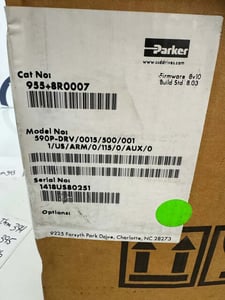 Parker
www.ssddrives.com
Cat No:
955+8R0007
Firmware 8v10
Build Std 8.03
Model No:
590P-DRV/0015/500/001
1/US/ARM/0/115/0/AUX/0
Serial No:
1418US80251
Options:
9225 Forsyth Park Drive, Charlotte, NC 28273